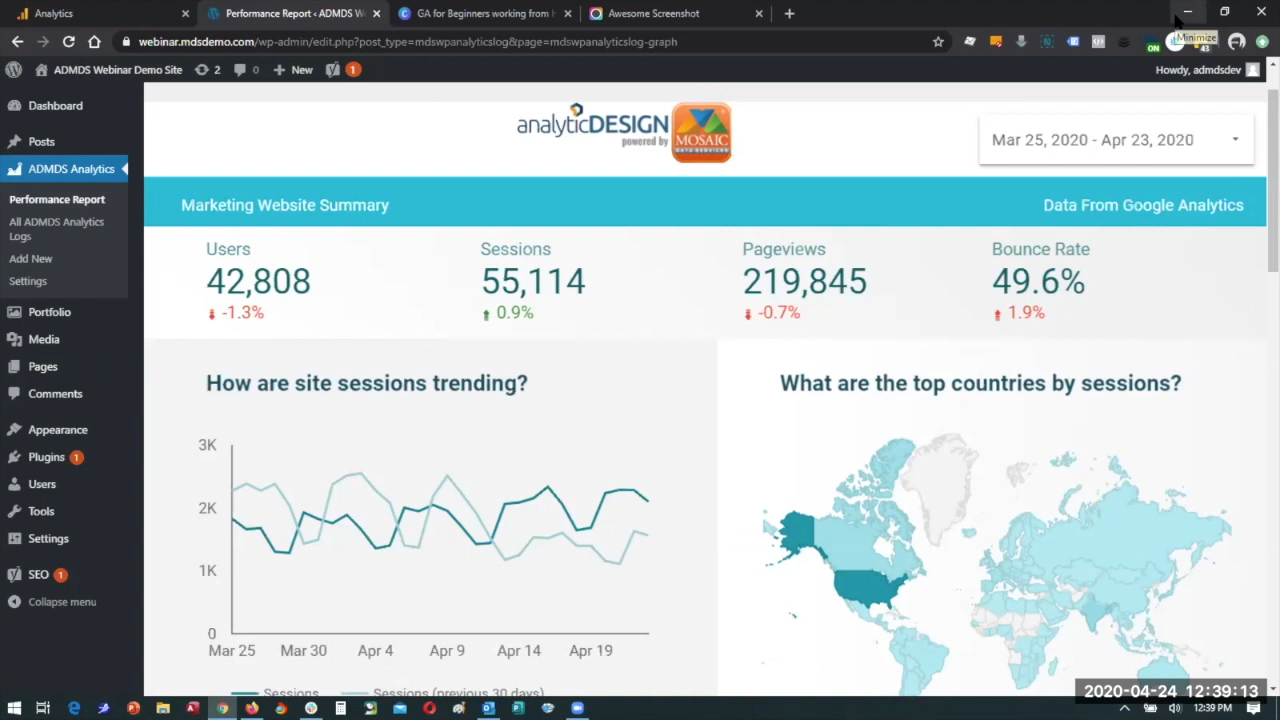 Analytics
Performance Report ‹ ADMDS W
GA for Beginners working from H
Awesome Screenshot
Minimize
webinar.mdsdemo.com/wp-admin/edit.php?post_type=mdswpanalyticslog&page=mdswpanalyticslog-graph
ON
43
ADMDS Webinar Demo Site
2
0
New
1
Howdy, admdsdev
Dashboard
Posts
ADMDS Analytics
Performance Report
All ADMDS Analytics
Logs
Add New
Settings
Portfolio
Media
Pages
Comments
Appearance
Plugins 1
Users
Tools
Settings
SEO 1
Collapse menu
analyticDESIGN
powered by
MOSAIC
DATA SERVICES
Mar 25, 2020 - Apr 23, 2020
Marketing Website Summary
Data From Google Analytics
Users
42,808
-1.3%
Sessions
55,114
0.9%
Pageviews
219,845
-0.7%
Bounce Rate
49.6%
1.9%
How are site sessions trending?
3K
2K
1K
0
Mar 25
Mar 30
Apr 4
Apr 9
Apr 14
Apr 19
Sessions
Sessions (previous 30 days)
What are the top countries by sessions?
2020-04-24 12:39:13
12:39 PM